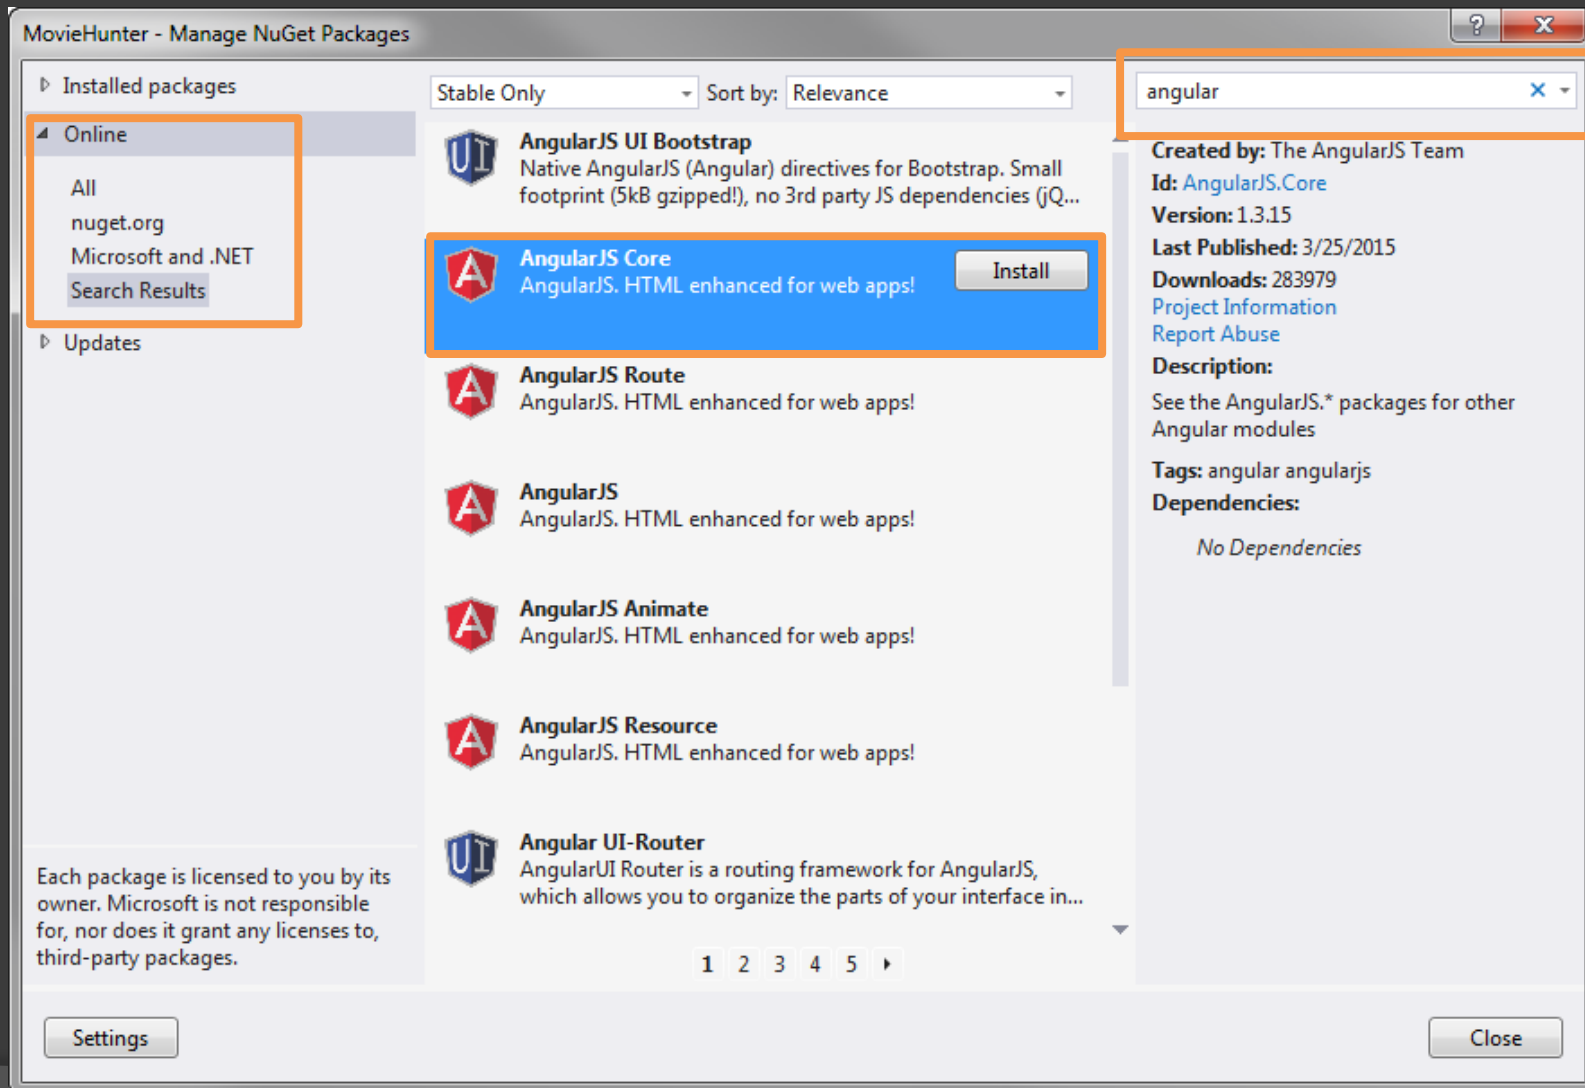 MovieHunter - Manage NuGet Packages
?
X
Installed packages
Online
All
nuget.org
Microsoft and .NET
Search Results
Updates
Each package is licensed to you by its
owner. Microsoft is not responsible
for, nor does it grant any licenses to,
third-party packages.
Settings
Stable Only
Sort by:
Relevance
UI
AngularJS UI Bootstrap
Native AngularJS (Angular) directives for Bootstrap. Small
footprint (5kB gzipped!), no 3rd party JS dependencies (jQ...
A
AngularJS Core
AngularJS. HTML enhanced for web apps!
Install
A
AngularJS Route
AngularJS. HTML enhanced for web apps!
A
AngularJS
AngularJS. HTML enhanced for web apps!
A
AngularJS Animate
AngularJS. HTML enhanced for web apps!
A
AngularJS Resource
AngularJS. HTML enhanced for web apps!
UI
Angular UI-Router
AngularUI Router is a routing framework for AngularJS,
which allows you to organize the parts of your interface in...
1 2 3 4 5
angular
Created by: The AngularJS Team
Id: AngularJS.Core
Version: 1.3.15
Last Published: 3/25/2015
Downloads: 283979
Project Information
Report Abuse
Description:
See the AngularJS.* packages for other
Angular modules
Tags: angular angularjs
Dependencies:
No Dependencies
Close